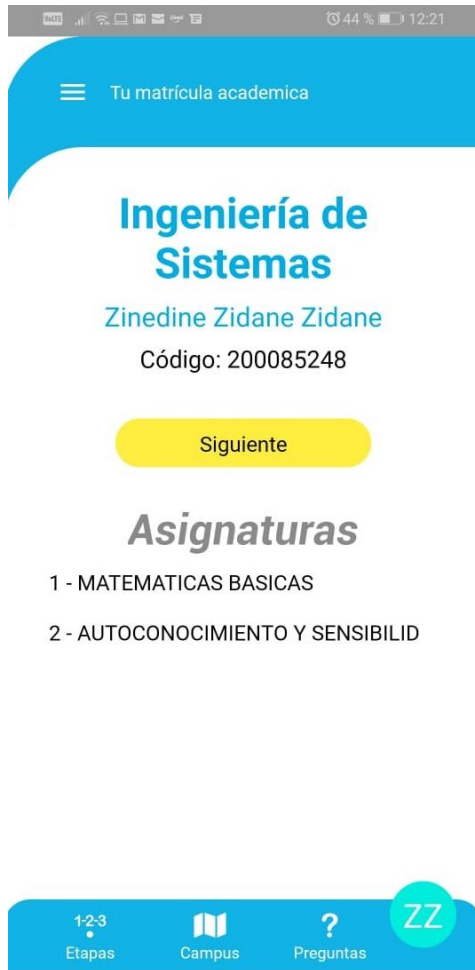 VoLTE
44 % 12:21
Tu matrícula academica
Ingeniería de
Sistemas
Zinedine Zidane Zidane
Código: 200085248
Siguiente
Asignaturas
1 - MATEMATICAS BASICAS
2 - AUTOCONOCIMIENTO Y SENSIBILID
1-2-3
?
ZZ
Etapas Campus Preguntas